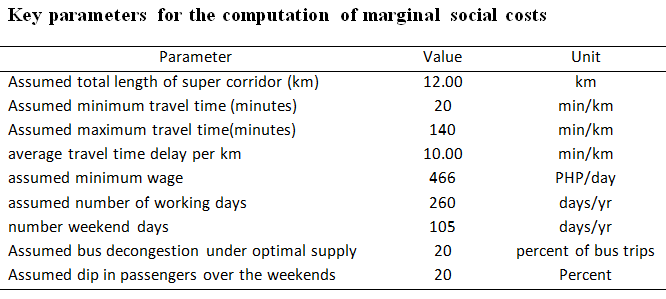 Key parameters for the computation of marginal social costs
Parameter Value Unit
Assumed total length of super corridor (km) 12.00 km
Assumed minimum travel time (minutes) 20 min/km
Assumed maximum travel time(minutes) 140 min/km
average travel time delay per km 10.00 min/km
assumed minimum wage 466 PHP/day
assumed number of working days 260 days/yr
number weekend days 105 days/yr
Assumed bus decongestion under optimal supply 20 percent of bus trips
Assumed dip in passengers over the weekends 20 Percent